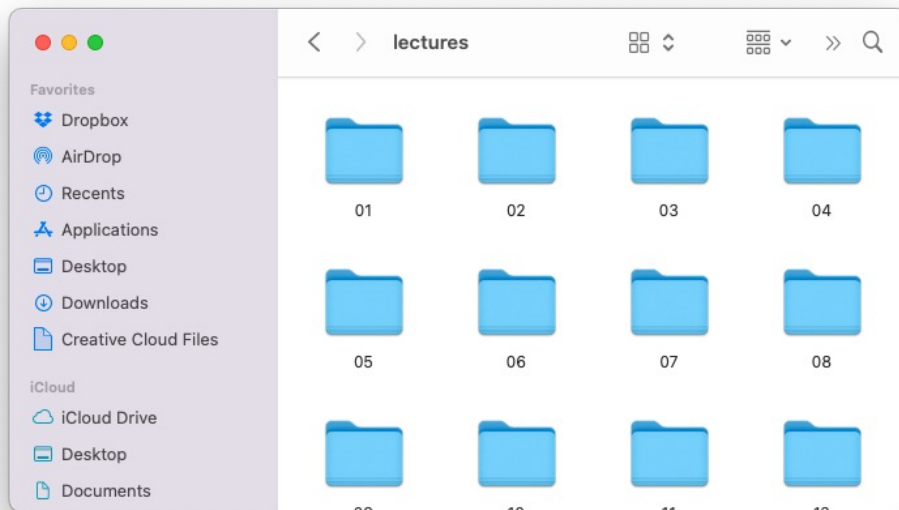 lectures
Favorites
Dropbox
AirDrop
Recents
Applications
Desktop
Downloads
Creative Cloud Files
iCloud
iCloud Drive
Desktop
Documents
01 02 03 04
05 06 07 08